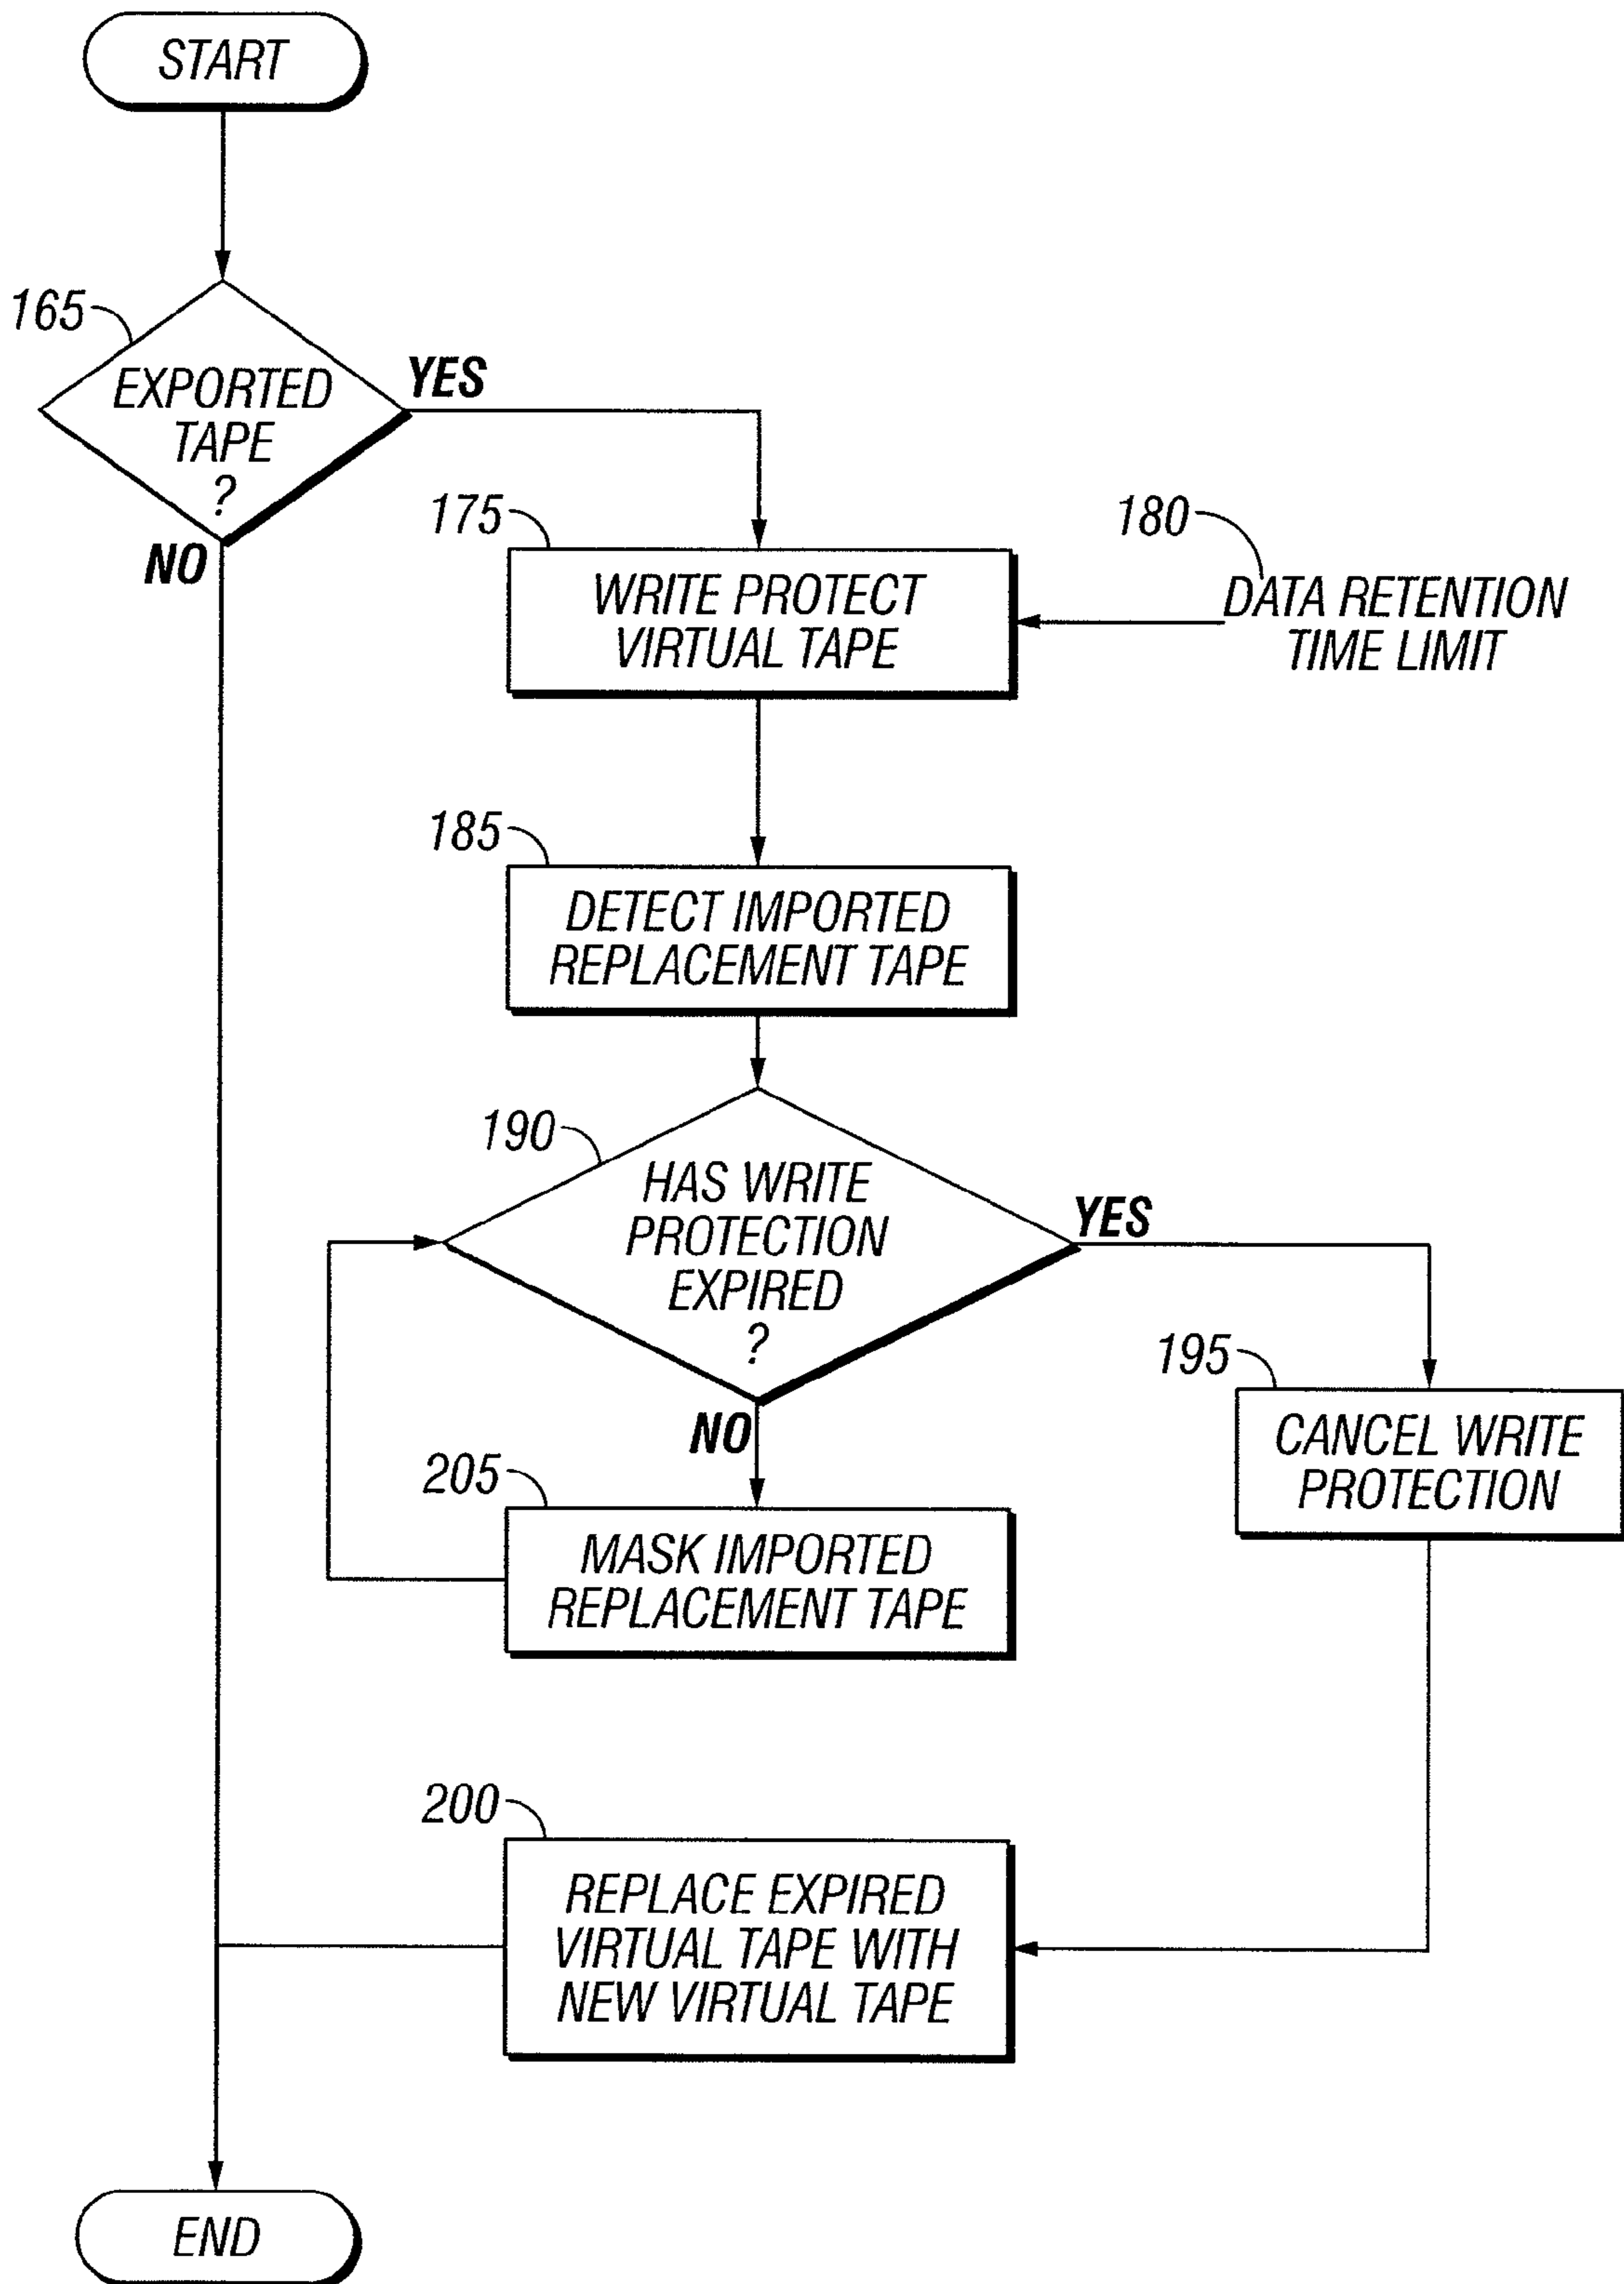 START
165
EXPORTED
TAPE
?
YES
NO
175
WRITE PROTECT
VIRTUAL TAPE
180
DATA RETENTION
TIME LIMIT
185
DETECT IMPORTED
REPLACEMENT TAPE
190
HAS WRITE
PROTECTION
EXPIRED
?
YES
NO
195
CANCEL WRITE
PROTECTION
205
MASK IMPORTED
REPLACEMENT TAPE
200
REPLACE EXPIRED
VIRTUAL TAPE WITH
NEW VIRTUAL TAPE
END